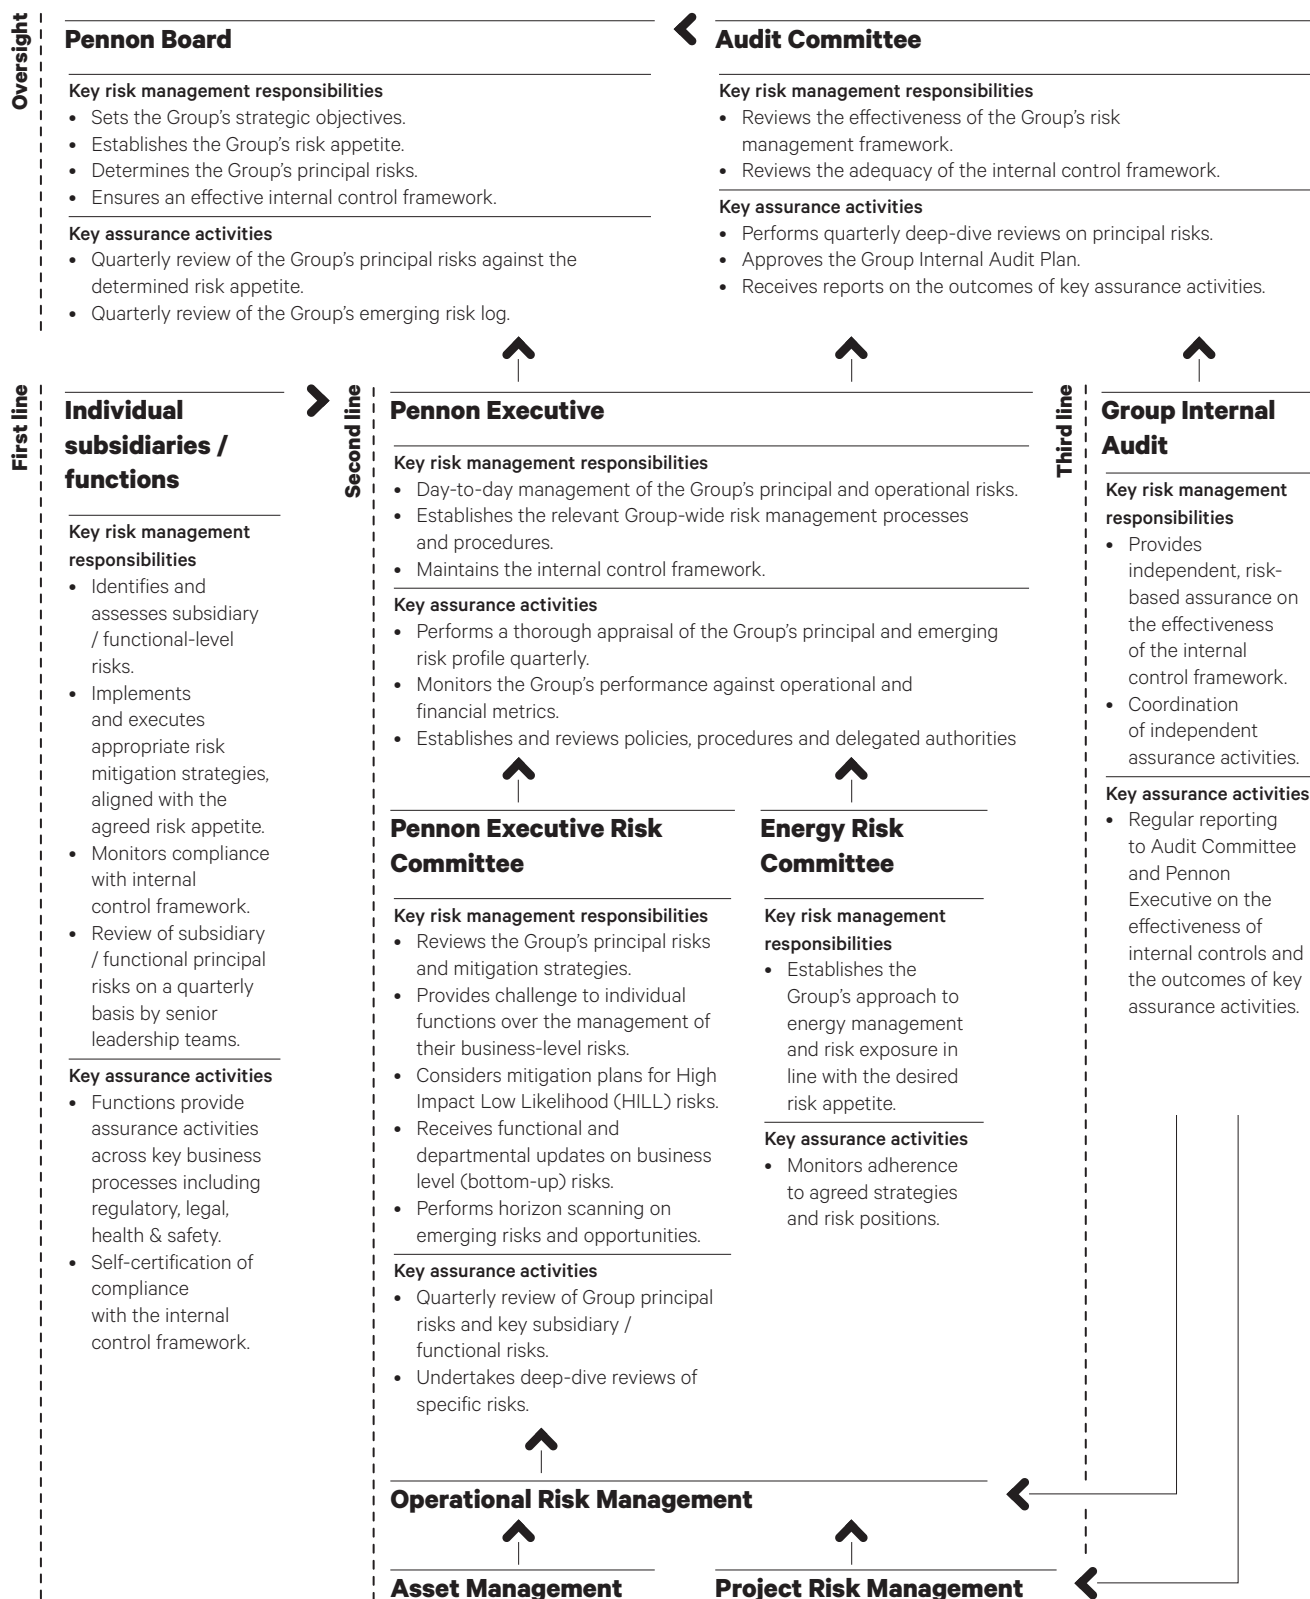 Oversight
Pennon Board
Key risk management responsibilities
• Sets the Group’s strategic objectives.
• Establishes the Group’s risk appetite.
• Determines the Group’s principal risks.
• Ensures an effective internal control framework.
Key assurance activities
• Quarterly review of the Group’s principal risks against the
determined risk appetite.
• Quarterly review of the Group’s emerging risk log.
Audit Committee
Key risk management responsibilities
• Reviews the effectiveness of the Group’s risk
management framework.
• Reviews the adequacy of the internal control framework.
Key assurance activities
• Performs quarterly deep-dive reviews on principal risks.
• Approves the Group Internal Audit Plan.
• Receives reports on the outcomes of key assurance activities.
First line
Individual
subsidiaries /
functions
Key risk management
responsibilities
• Identifies and
assesses subsidiary
/ functional-level
risks.
• Implements
and executes
appropriate risk
mitigation strategies,
aligned with the
agreed risk appetite.
• Monitors compliance
with internal
control framework.
• Review of subsidiary
/ functional principal
risks on a quarterly
basis by senior
leadership teams.
Key assurance activities
• Functions provide
assurance activities
across key business
processes including
regulatory, legal,
health & safety.
• Self-certification of
compliance
with the internal
control framework.
Second line
Pennon Executive
Key risk management responsibilities
• Day-to-day management of the Group’s principal and operational risks.
• Establishes the relevant Group-wide risk management processes
and procedures.
• Maintains the internal control framework.
Key assurance activities
• Performs a thorough appraisal of the Group’s principal and emerging
risk profile quarterly.
• Monitors the Group’s performance against operational and
financial metrics.
• Establishes and reviews policies, procedures and delegated authorities
Pennon Executive Risk
Committee
Key risk management responsibilities
• Reviews the Group’s principal risks
and mitigation strategies.
• Provides challenge to individual
functions over the management of
their business-level risks.
• Considers mitigation plans for High
Impact Low Likelihood (HILL) risks.
• Receives functional and
departmental updates on business
level (bottom-up) risks.
• Performs horizon scanning on
emerging risks and opportunities.
Key assurance activities
• Quarterly review of Group principal
risks and key subsidiary /
functional risks.
• Undertakes deep-dive reviews of
specific risks.
Energy Risk
Committee
Key risk management
responsibilities
• Establishes the
Group’s approach to
energy management
and risk exposure in
line with the desired
risk appetite.
Key assurance activities
• Monitors adherence
to agreed strategies
and risk positions.
Operational Risk Management
Asset Management
Project Risk Management
Third line
Group Internal
Audit
Key risk management
responsibilities
• Provides
independent, risk-
based assurance on
the effectiveness
of the internal
control framework.
• Coordination
of independent
assurance activities.
Key assurance activities
• Regular reporting
to Audit Committee
and Pennon
Executive on the
effectiveness of
internal controls and
the outcomes of key
assurance activities.